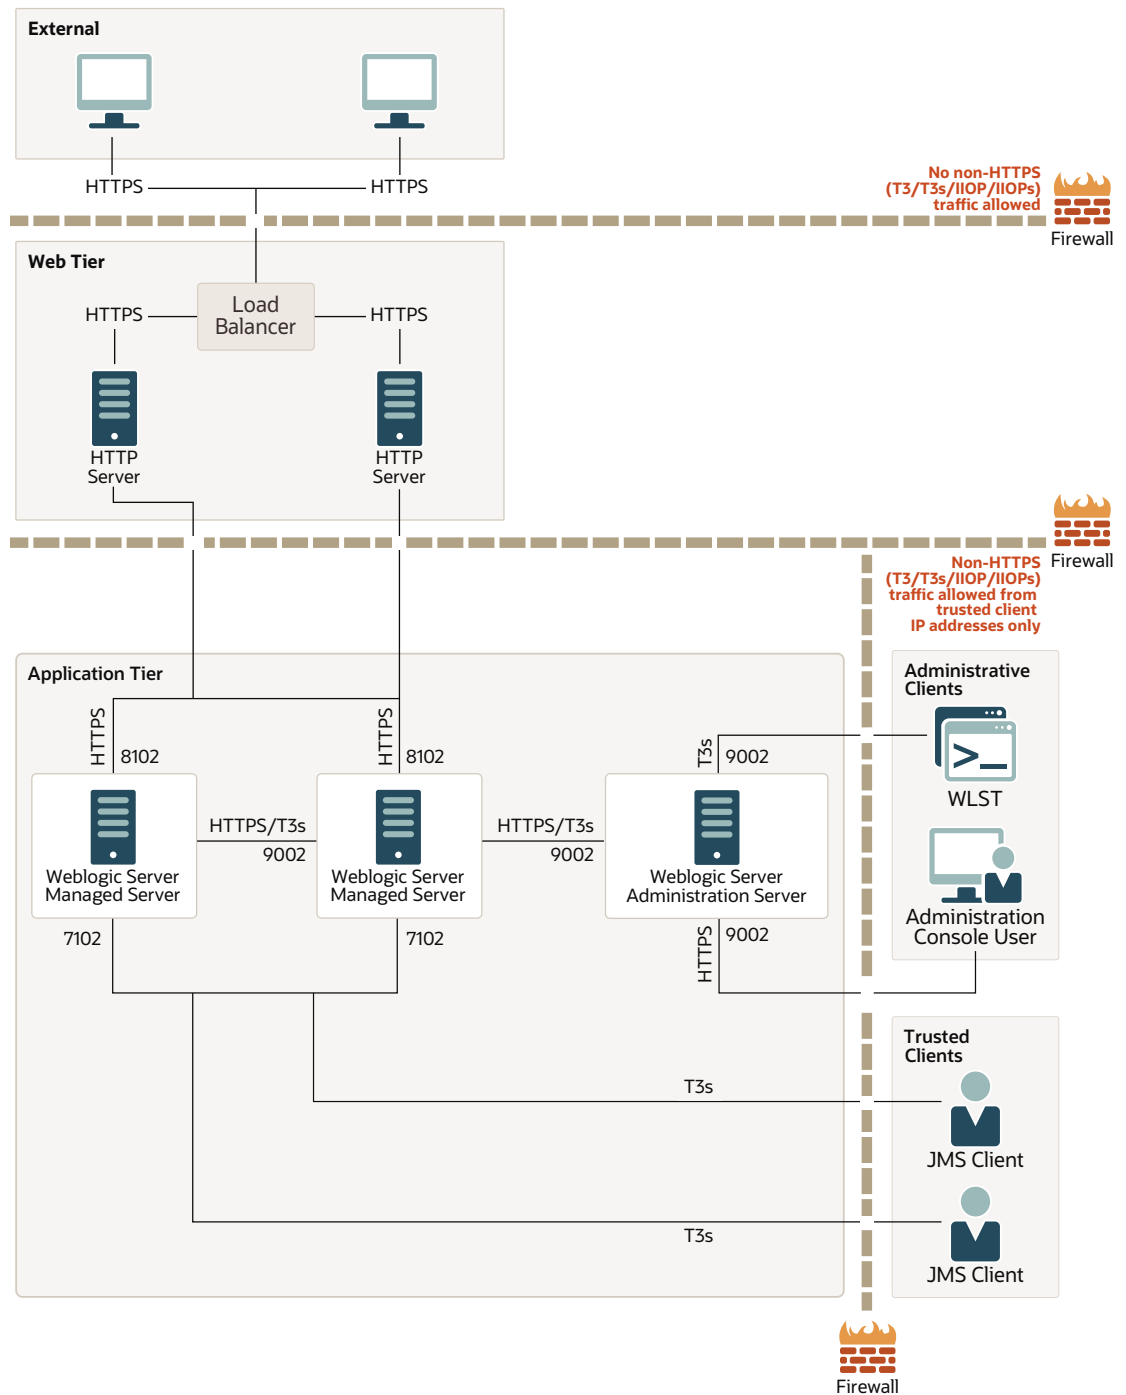 External
HTTPS
HTTPS
No non-HTTPS
(T3/T3s/IIOP/IIOPs)
traffic allowed
Firewall
Web Tier
Load
Balancer
HTTPS
HTTPS
HTTP
Server
HTTP
Server
Firewall
Non-HTTPS
(T3/T3s/IIOP/IIOPs)
traffic allowed from
trusted client
IP addresses only
Application Tier
Administrative
Clients
HTTPS
8102
HTTPS
8102
T3s
9002
WLST
HTTPS/T3s
9002
HTTPS/T3s
9002
Weblogic Server
Managed Server
Weblogic Server
Managed Server
Weblogic Server
Administration Server
Administration
Console User
7102
7102
HTTPS
9002
Trusted
Clients
T3s
JMS Client
T3s
JMS Client
Firewall